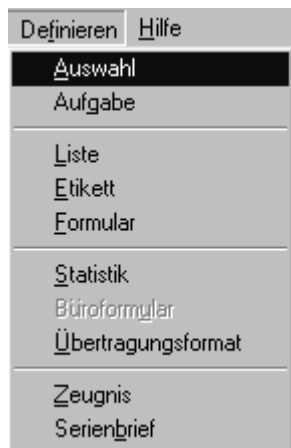 Definieren Hilfe
Auswahl
Aufgabe
Liste
Etikett
Formular
Statistik
Büroformular
Übertragungsformat
Zeugnis
Serienbrief